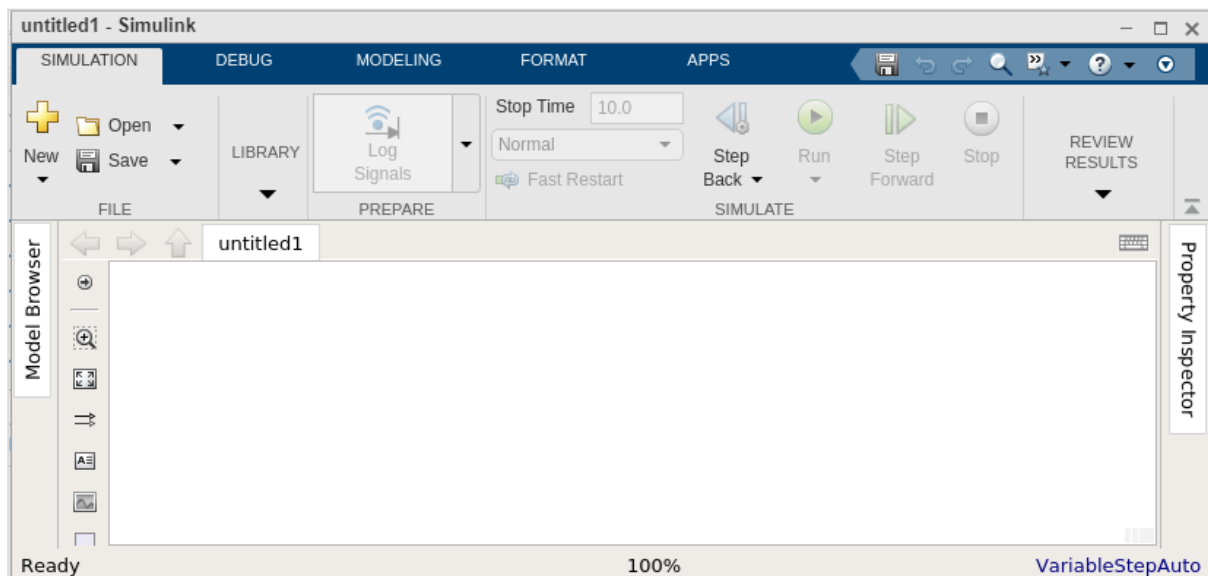 untitled1 - Simulink
SIMULATION DEBUG MODELING FORMAT APPS
New
Open
Save
FILE
LIBRARY
Log
Signals
PREPARE
Stop Time 10.0
Normal
Fast Restart
Step
Back
Run
Step
Forward
Stop
SIMULATE
REVIEW
RESULTS
Model Browser
untitled1
Property Inspector
Ready 100% VariableStepAuto